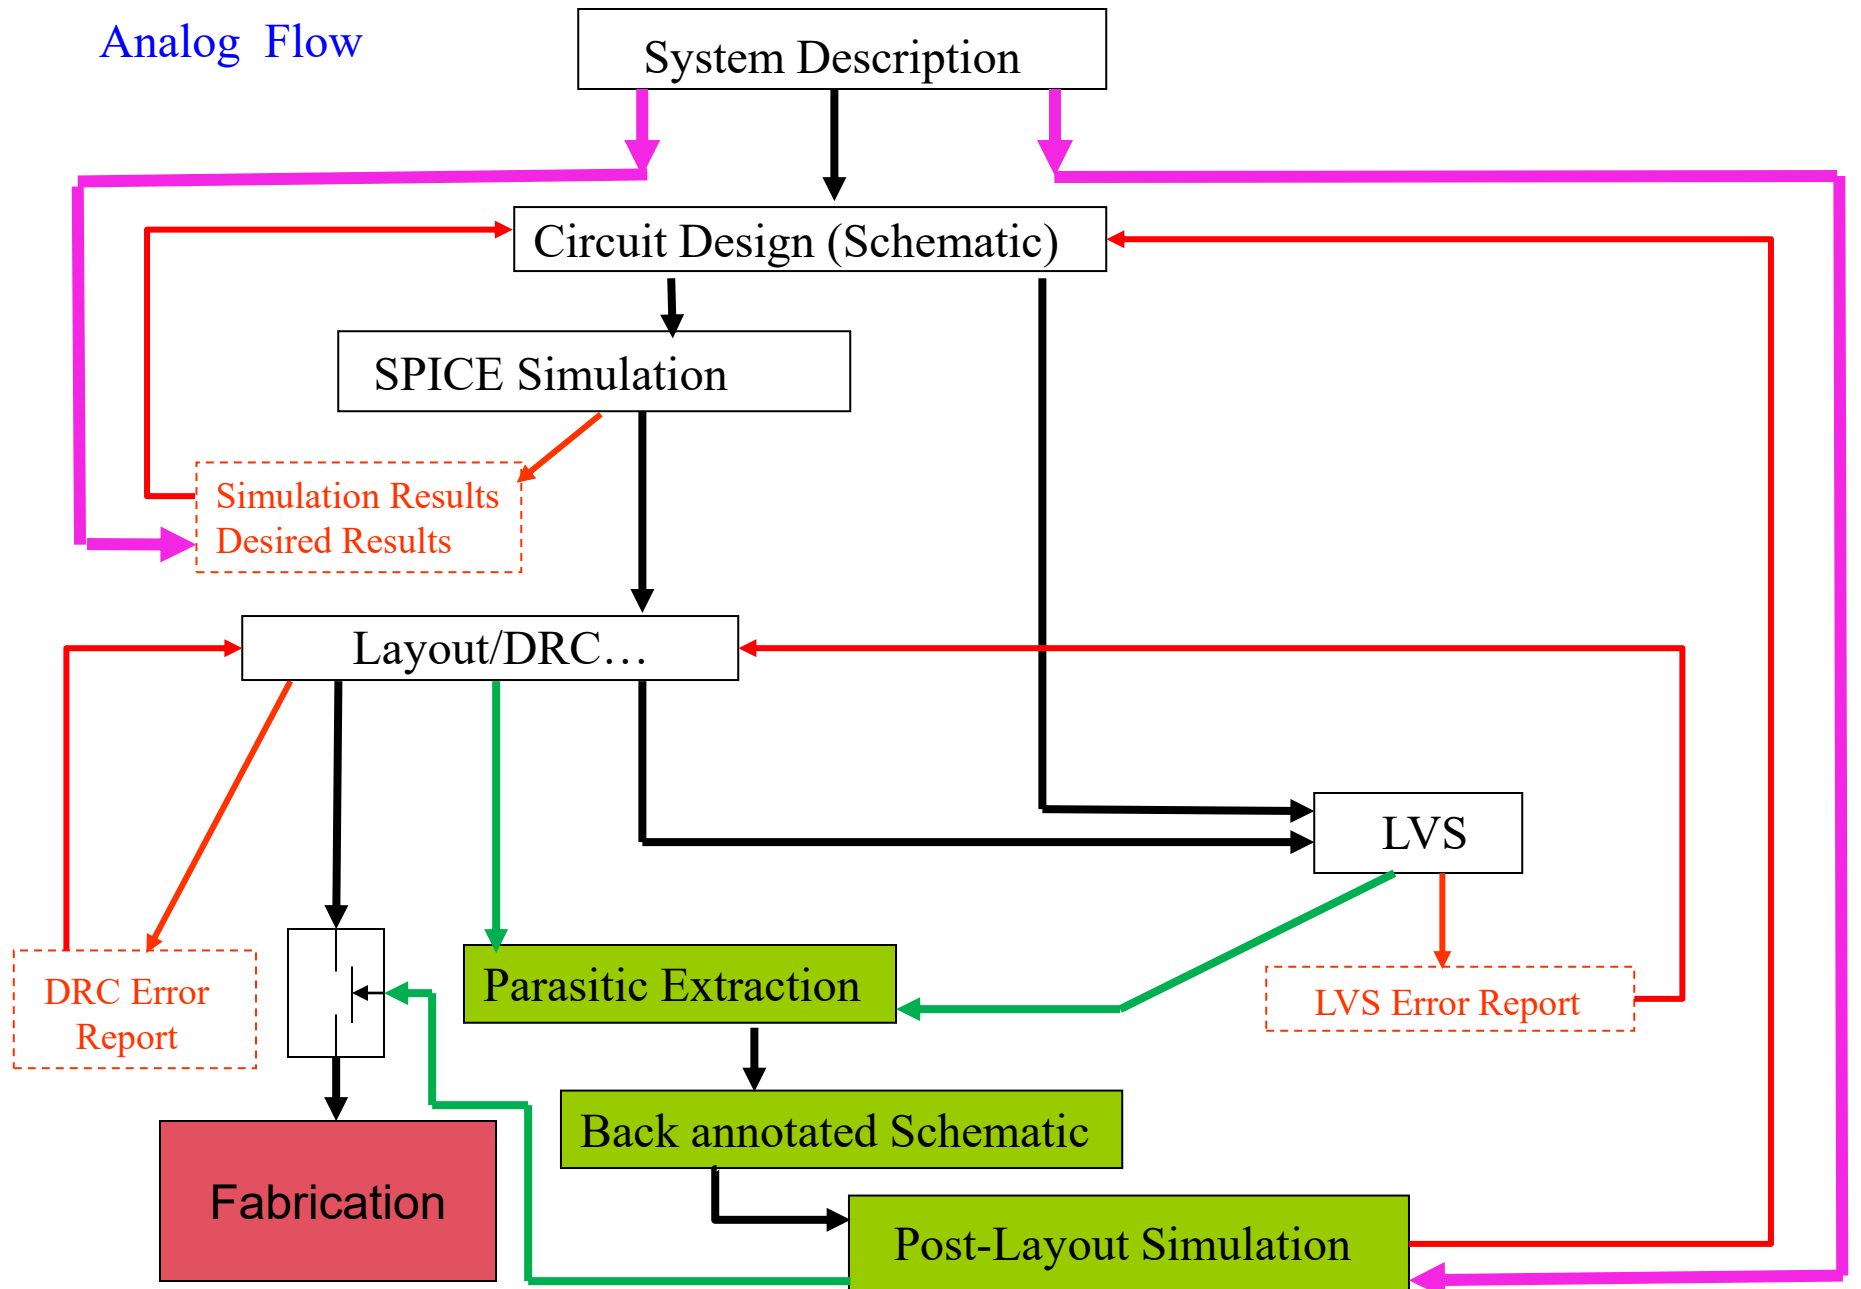 Analog Flow
System Description
Circuit Design (Schematic)
SPICE Simulation
Simulation Results
Desired Results
Layout/DRC…
LVS
DRC Error
Report
Parasitic Extraction
LVS Error Report
Back annotated Schematic
Fabrication
Post-Layout Simulation